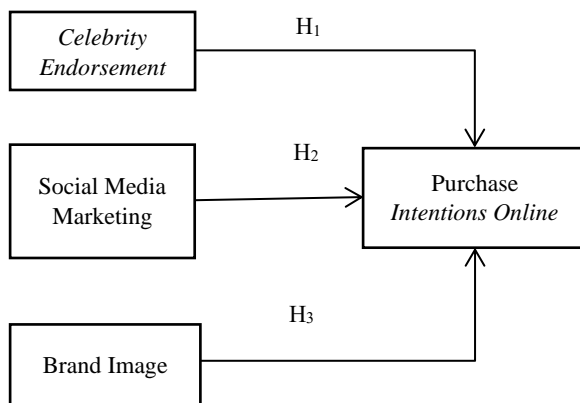 H₁
Celebrity
Endorsement
H₂
Social Media
Marketing
Purchase
Intentions Online
H₃
Brand Image